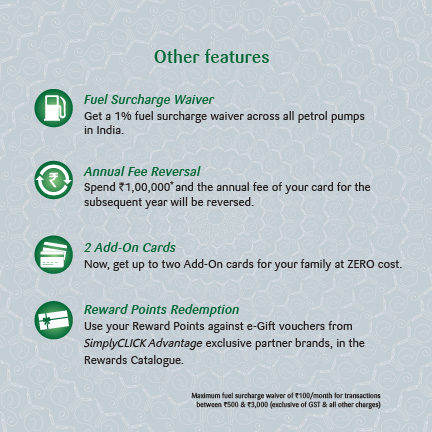 Other features
Fuel Surcharge Waiver
Get a 1% fuel surcharge waiver across all petrol pumps
in India.
Annual Fee Reversal
Spend ₹1,00,000* and the annual fee of your card for the
subsequent year will be reversed.
2 Add-On Cards
Now, get up to two Add-On cards for your family at ZERO cost.
Reward Points Redemption
Use your Reward Points against e-Gift vouchers from
SimplyCLICK Advantage exclusive partner brands, in the
Rewards Catalogue.
Maximum fuel surcharge waiver of ₹100/month for transactions
between ₹500 & ₹3,000 (exclusive of GST & all other charges)